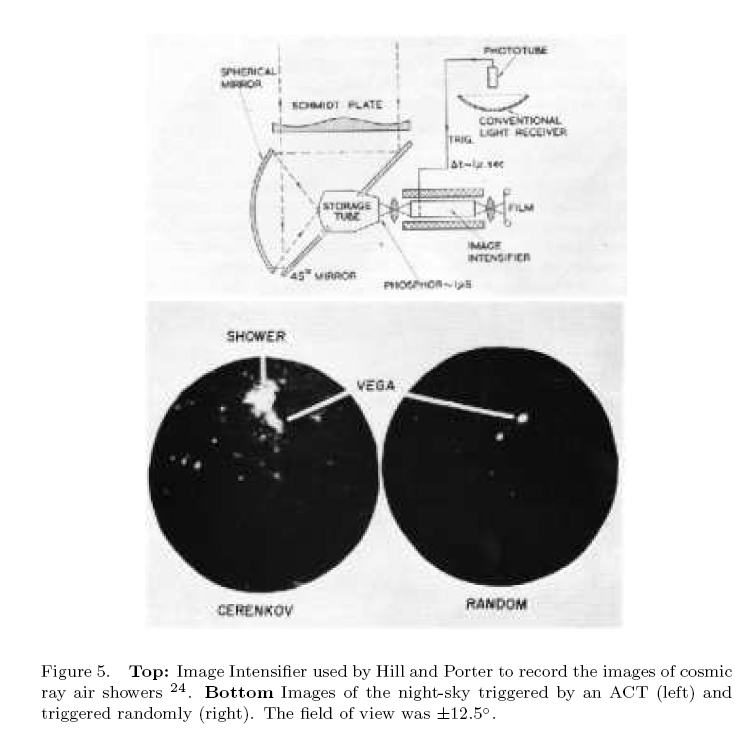 PHOTOTUBE
SPHERICAL
MIRROR
SCHMIDT PLATE
CONVENTIONAL
LIGHT RECEIVER
TRIG.
Δt~1μ.sec
STORAGE
TUBE
FILM
IMAGE
INTENSIFIER
45° MIRROR
PHOSPHOR~1μS
SHOWER
VEGA
CERENKOV
RANDOM
Figure 5. Top: Image Intensifier used by Hill and Porter to record the images of cosmic
ray air showers 24. Bottom Images of the night-sky triggered by an ACT (left) and
triggered randomly (right). The field of view was ±12.5°.